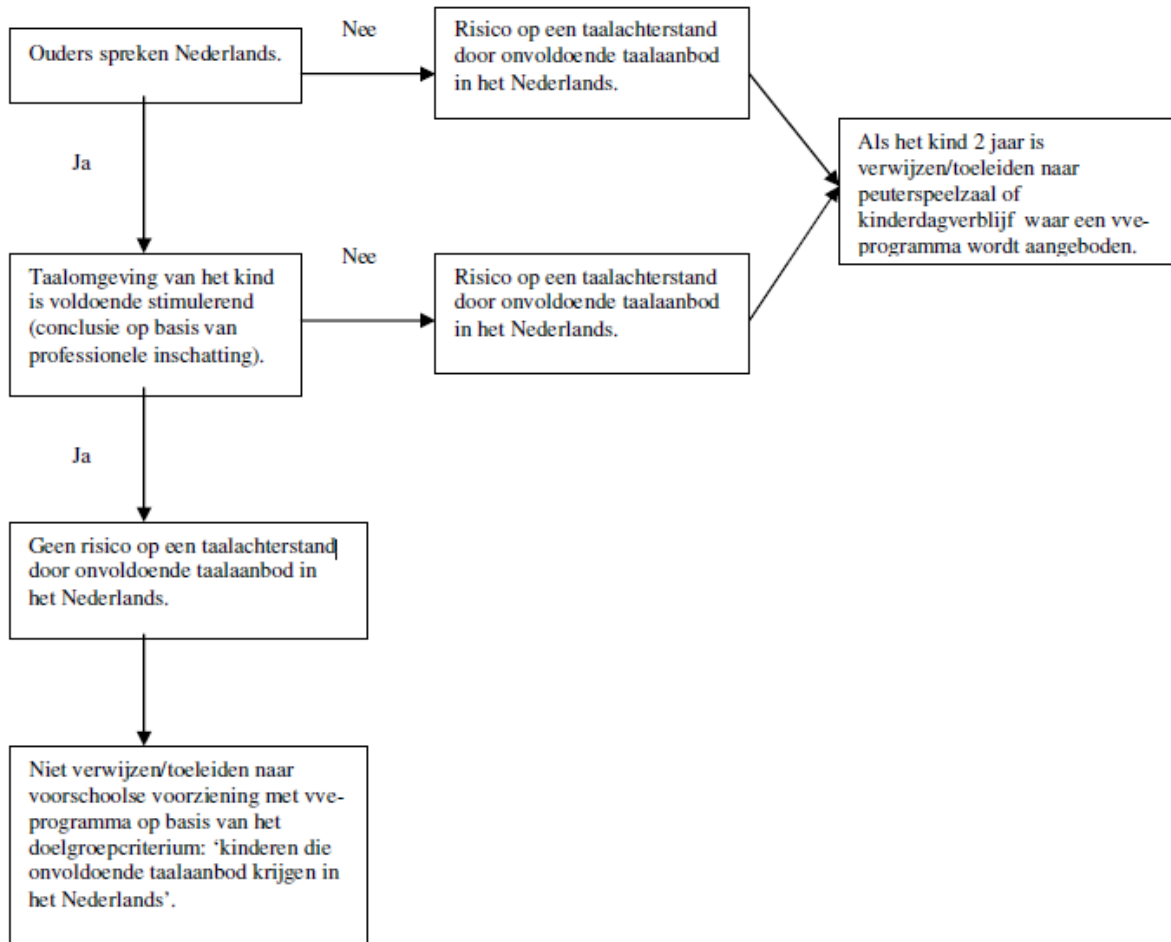 Ouders spreken Nederlands.
Nee
Risico op een taalachterstand
door onvoldoende taalaanbod
in het Nederlands.
Als het kind 2 jaar is
verwijzen/toeleiden naar
peuterspeelzaal of
kinderdagverblijf waar een vve-
programma wordt aangeboden.
Ja
Taalomgeving van het kind
is voldoende stimulerend
(conclusie op basis van
professionele inschatting).
Nee
Risico op een taalachterstand
door onvoldoende taalaanbod
in het Nederlands.
Ja
Geen risico op een taalachterstand
door onvoldoende taalaanbod in
het Nederlands.
Niet verwijzen/toeleiden naar
voorschoolse voorziening met vve-
programma op basis van het
doelgroepcriterium: ‘kinderen die
onvoldoende taalaanbod krijgen in
het Nederlands’.